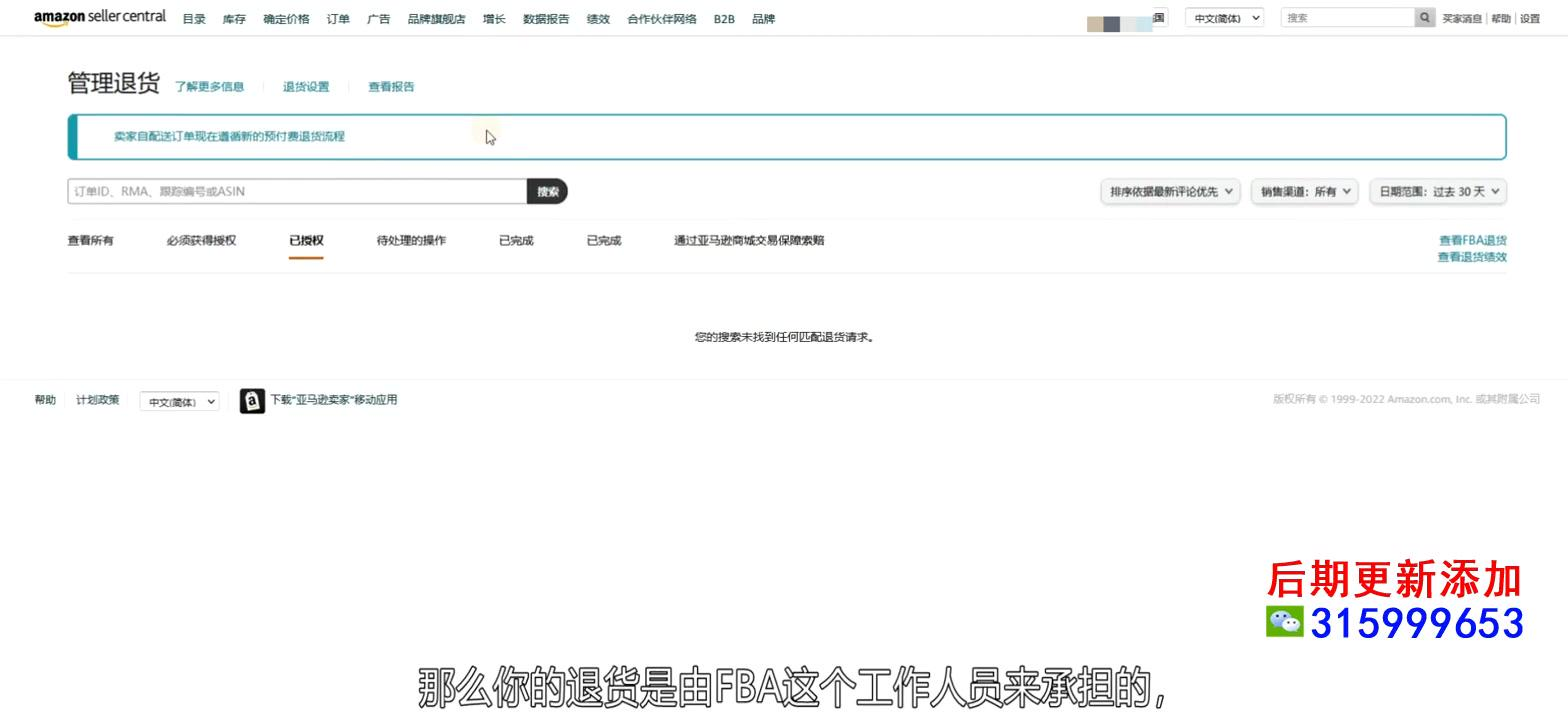 amazon seller central 目录 库存 确定价格 订单 广告 品牌旗舰店 增长 数据报告 绩效 合作伙伴网络 B2B 品牌 国 中文(简体) 搜索 买家消息 | 帮助 | 设置
管理退货 了解更多信息 退货设置 查看报告
卖家自配送订单现在遵循新的预付费退货流程
订单ID、RMA、跟踪编号或ASIN 搜索 排序依据最新评论优先 销售渠道：所有 日期范围：过去 30 天
查看所有 必须获得授权 已授权 待处理的操作 已完成 已完成 通过亚马逊商城交易保障索赔 查看FBA退货
查看退货绩效
您的搜索未找到任何匹配退货请求。
帮助 计划政策 中文(简体) a 下载“亚马逊卖家”移动应用 版权所有 © 1999-2022 Amazon.com, Inc. 或其附属公司
后期更新添加
315999653
那么你的退货是由FBA这个工作人员来承担的，